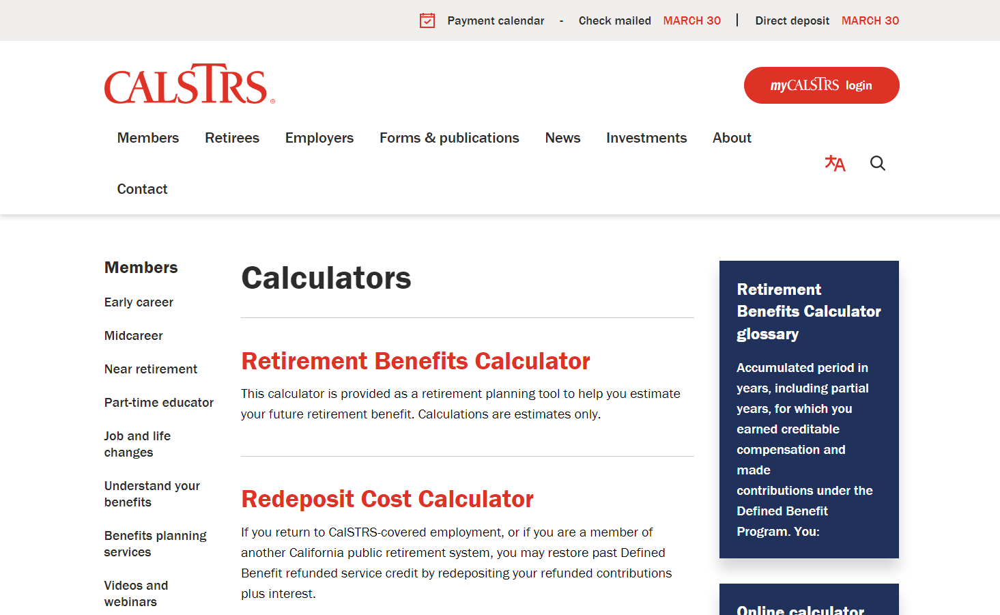 Payment calendar - Check mailed MARCH 30 | Direct deposit MARCH 30
CALSTRS®
myCALSTRS login
Members Retirees Employers Forms & publications News Investments About
Contact
Members
Early career
Midcareer
Near retirement
Part-time educator
Job and life
changes
Understand your
benefits
Benefits planning
services
Videos and
webinars
Calculators
Retirement Benefits Calculator
This calculator is provided as a retirement planning tool to help you estimate
your future retirement benefit. Calculations are estimates only.
Redeposit Cost Calculator
If you return to CalSTRS-covered employment, or if you are a member of
another California public retirement system, you may restore past Defined
Benefit refunded service credit by redepositing your refunded contributions
plus interest.
Retirement
Benefits Calculator
glossary
Accumulated period in
years, including partial
years, for which you
earned creditable
compensation and
made
contributions under the
Defined Benefit
Program. You:
Online calculator